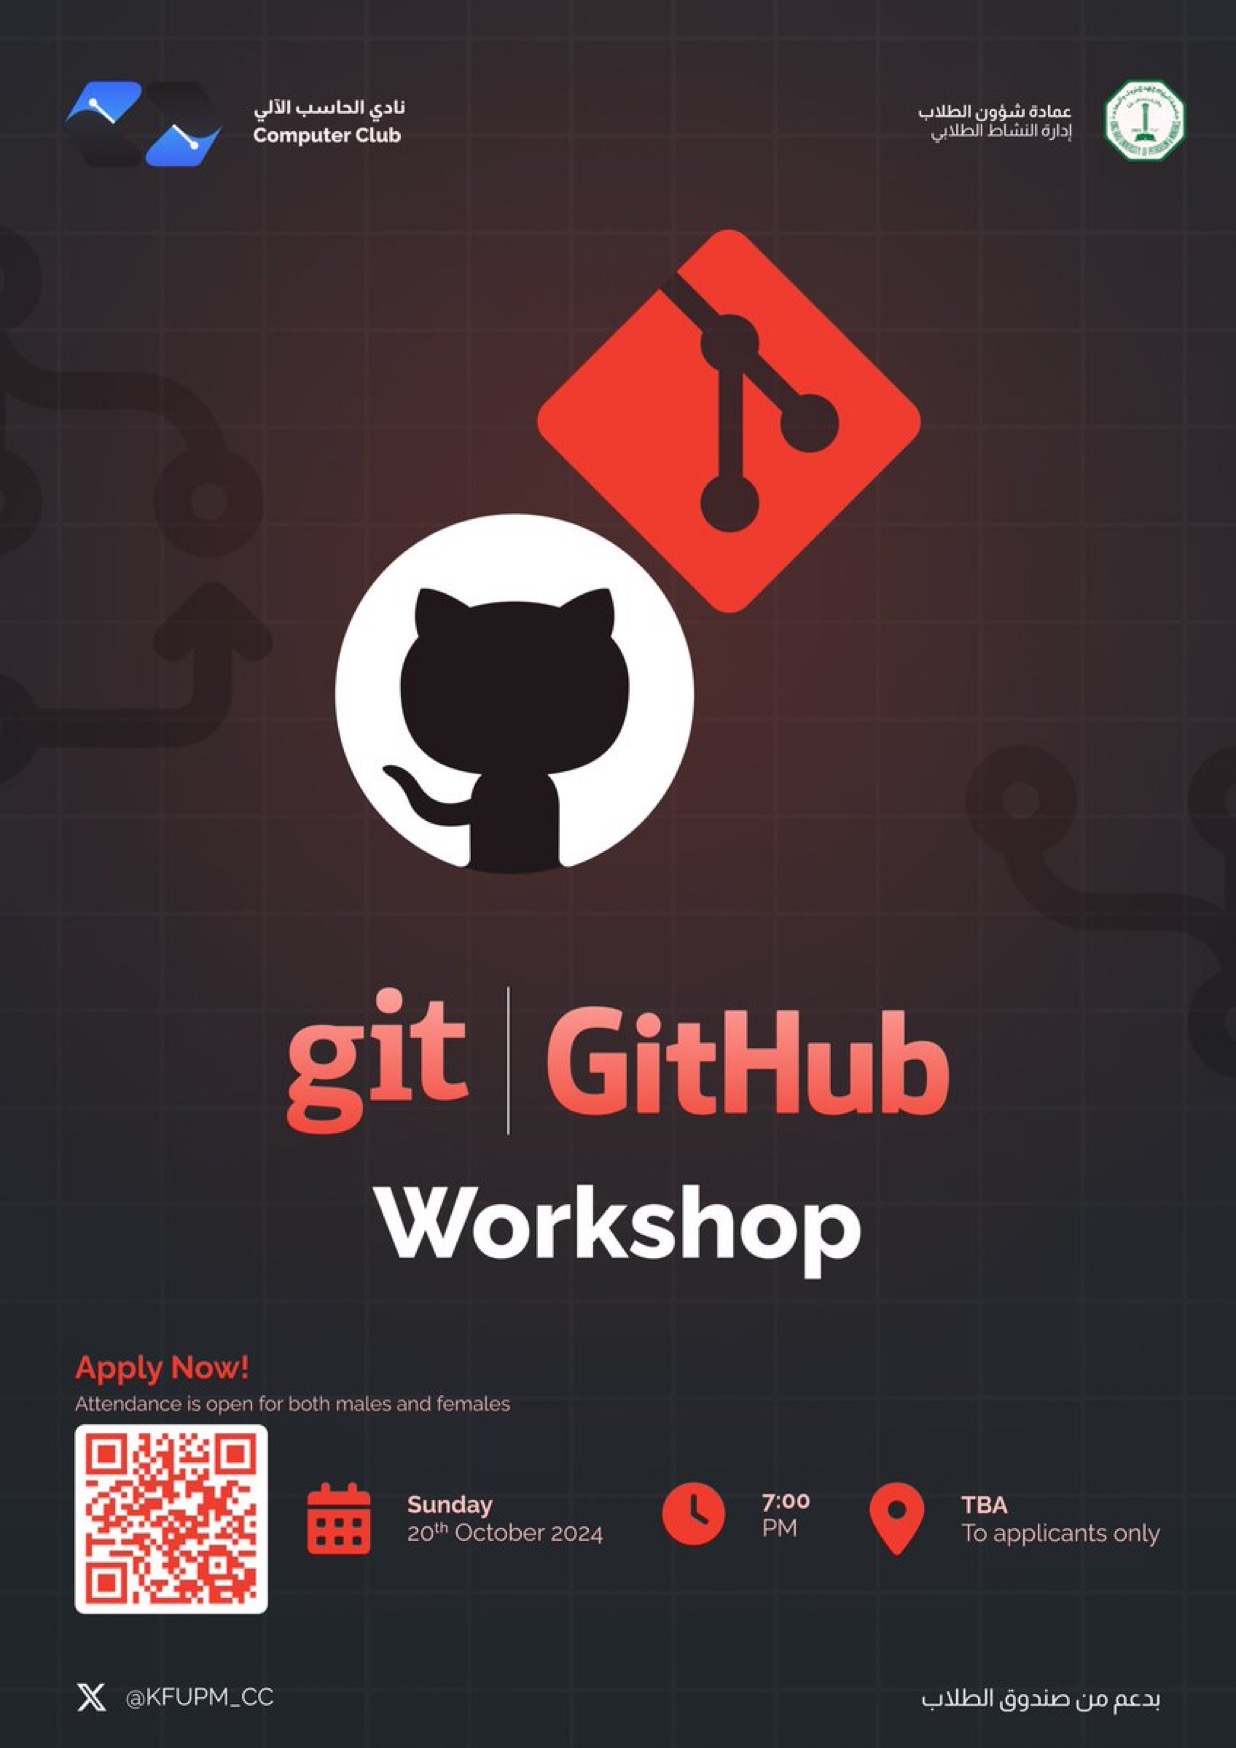 نادي الحاسب الآلي
Computer Club
عمادة شؤون الطلاب
إدارة النشاط الطلابي
git | GitHub
Workshop
Apply Now!
Attendance is open for both males and females
Sunday
20th October 2024
7:00
PM
TBA
To applicants only
@KFUPM_CC
بدعم من صندوق الطلاب